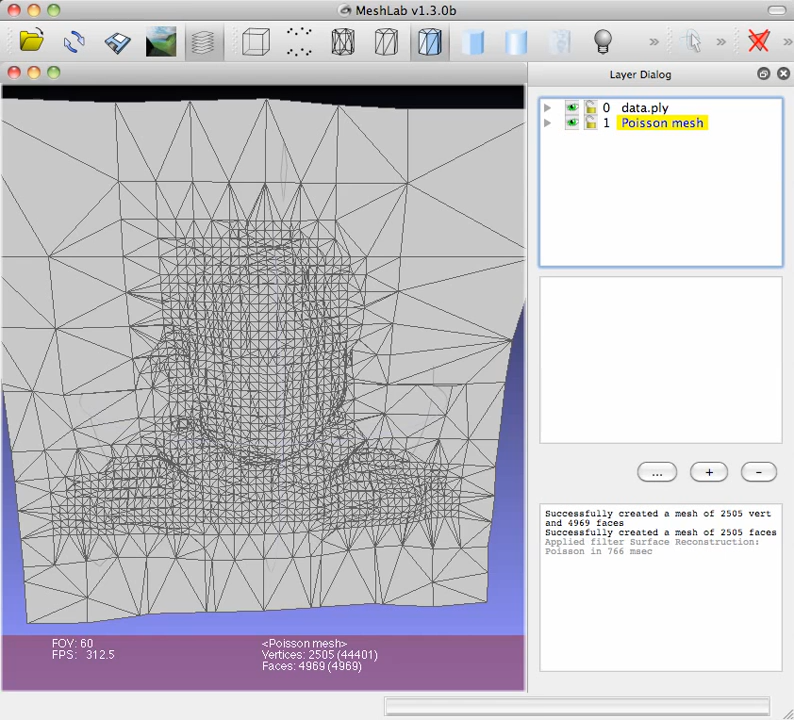 MeshLab v1.3.0b
Layer Dialog
0 data.ply
1 Poisson mesh
...
+
-
Successfully created a mesh of 2505 vert
and 4969 faces
Successfully created a mesh of 2505 faces
Applied filter Surface Reconstruction:
Poisson in 766 msec
FOV: 60
FPS: 312.5
<Poisson mesh>
Vertices: 2505 (44401)
Faces: 4969 (4969)